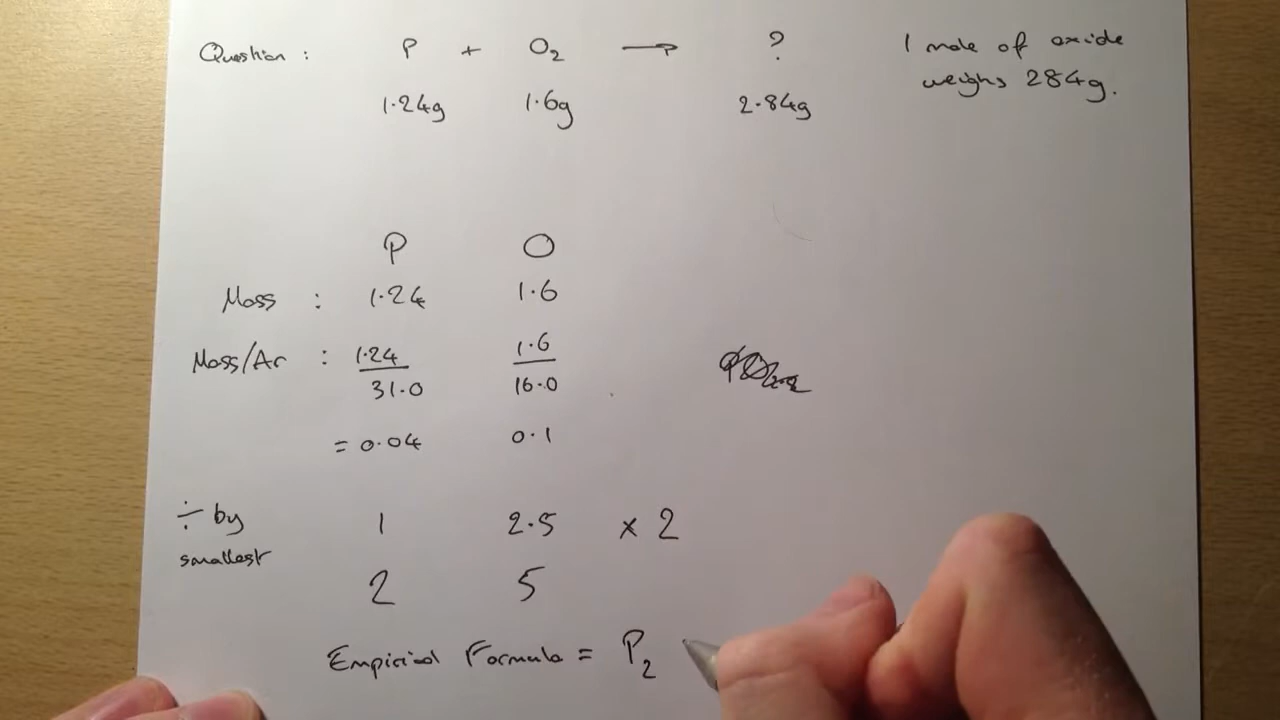 Question : P + O₂ → ? 1 mole of oxide
1.24g 1.6g 2.84g weighs 284g.
P O
Mass : 1.24 1.6
Mass/Ar : 1.24/31.0 1.6/16.0
= 0.04 0.1
÷ by 1 2.5 × 2
smallest
2 5
Empirical Formula = P₂